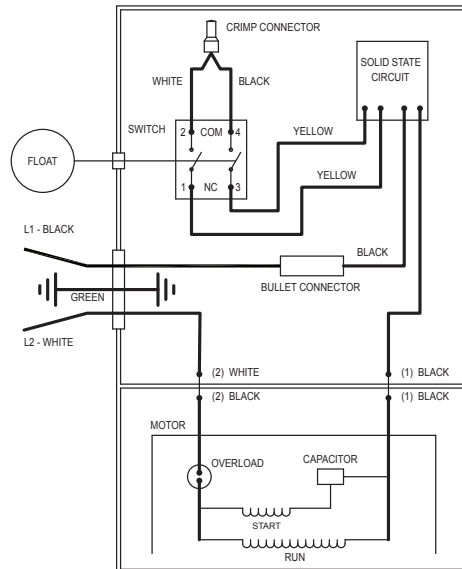 CRIMP CONNECTOR
SOLID STATE
CIRCUIT
WHITE
BLACK
SWITCH
2 COM 4
YELLOW
FLOAT
1 NC 3
YELLOW
L1 - BLACK
BLACK
GREEN
BULLET CONNECTOR
L2 - WHITE
(2) WHITE
(1) BLACK
(2) BLACK
(1) BLACK
MOTOR
OVERLOAD
CAPACITOR
START
RUN